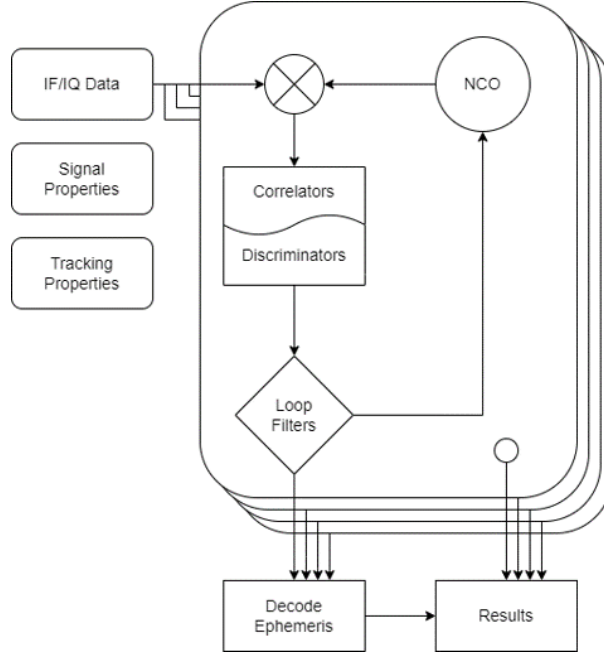 IF/IQ Data
NCO
Signal
Properties
Correlators
Discriminators
Tracking
Properties
Loop
Filters
Decode
Ephemeris
Results